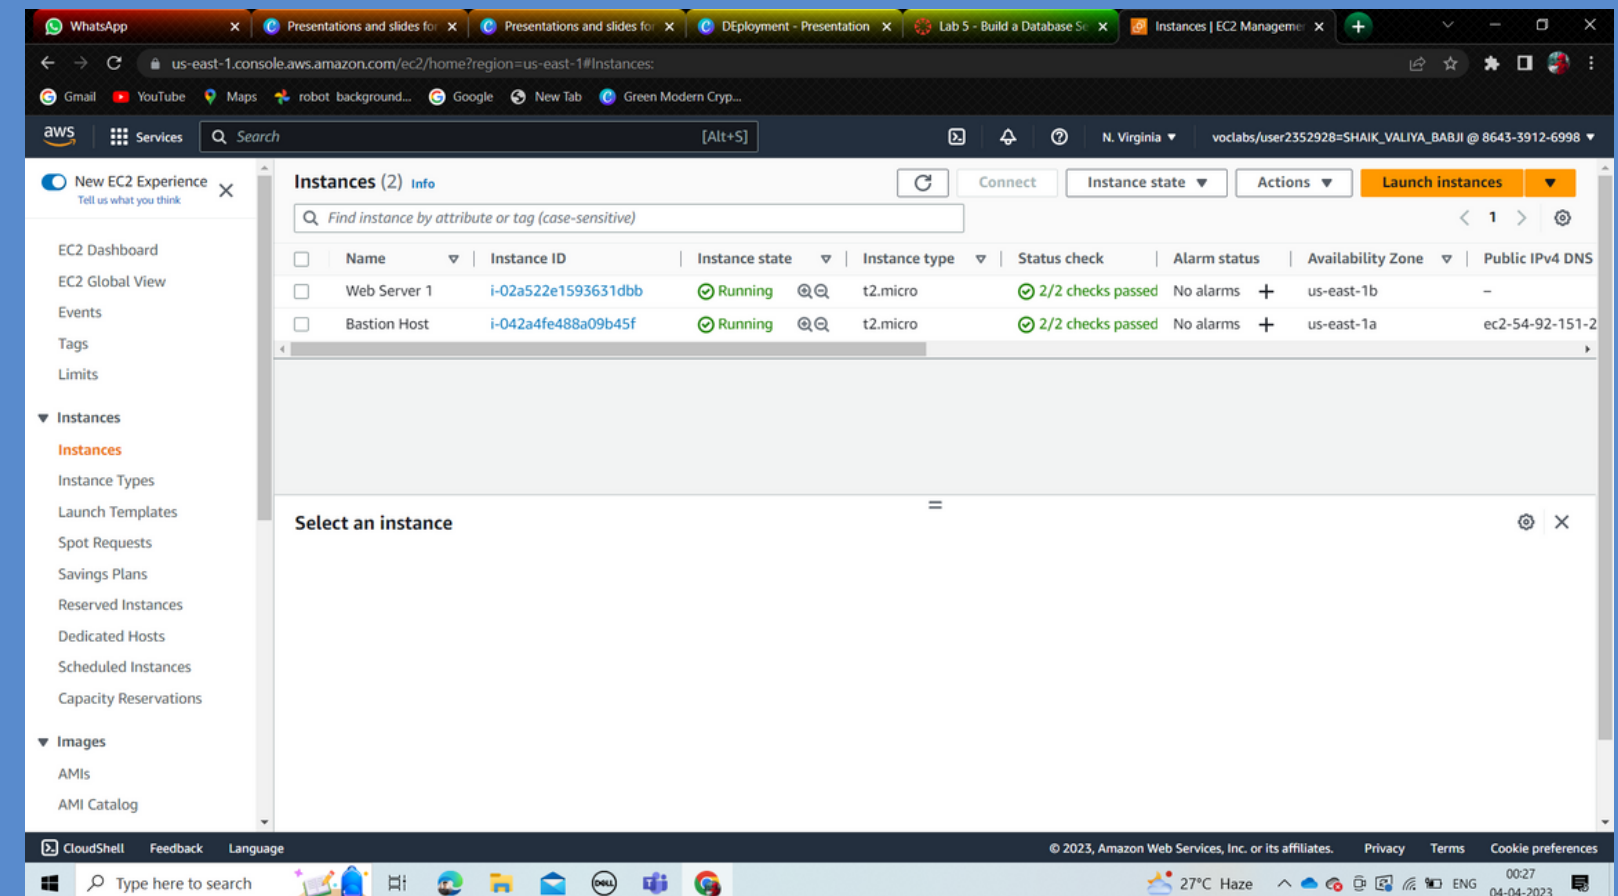 WhatsApp Presentations and slides for Presentations and slides for DEployment - Presentation Lab 5 - Build a Database Se Instances | EC2 Managemen
us-east-1.console.aws.amazon.com/ec2/home?region=us-east-1#Instances:
Gmail YouTube Maps robot background... Google New Tab Green Modern Cryp...
aws Services Search [Alt+S] N. Virginia voclabs/user2352928=SHAIK_VALIYA_BABJI @ 8643-3912-6998
New EC2 Experience
Tell us what you think
Instances (2) Info Connect Instance state Actions Launch instances
Find instance by attribute or tag (case-sensitive) 1
Name Instance ID Instance state Instance type Status check Alarm status Availability Zone Public IPv4 DNS
Web Server 1 i-02a522e1593631dbb Running t2.micro 2/2 checks passed No alarms + us-east-1b –
Bastion Host i-042a4fe488a09b45f Running t2.micro 2/2 checks passed No alarms + us-east-1a ec2-54-92-151-2
EC2 Dashboard
EC2 Global View
Events
Tags
Limits
Instances
Instances
Instance Types
Launch Templates
Spot Requests
Savings Plans
Reserved Instances
Dedicated Hosts
Scheduled Instances
Capacity Reservations
Images
AMIs
AMI Catalog
Select an instance
CloudShell Feedback Language © 2023, Amazon Web Services, Inc. or its affiliates. Privacy Terms Cookie preferences
Type here to search DELL 27°C Haze ENG 00:27
04-04-2023